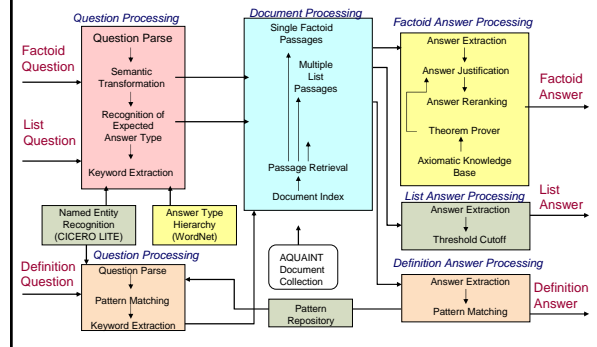 Question Processing
Question Parse
Semantic
Transformation
Recognition of
Expected
Answer Type
Keyword Extraction
Factoid
Question
List
Question
Named Entity
Recognition
(CICERO LITE)
Answer Type
Hierarchy
(WordNet)
Document Processing
Single Factoid
Passages
Multiple
List
Passages
Passage Retrieval
Document Index
AQUAINT
Document
Collection
Factoid Answer Processing
Answer Extraction
Answer Justification
Answer Reranking
Theorem Prover
Axiomatic Knowledge
Base
Factoid
Answer
List Answer Processing
Answer Extraction
Threshold Cutoff
List
Answer
Question Processing
Question Parse
Pattern Matching
Keyword Extraction
Definition
Question
Pattern
Repository
Definition Answer Processing
Answer Extraction
Pattern Matching
Definition
Answer